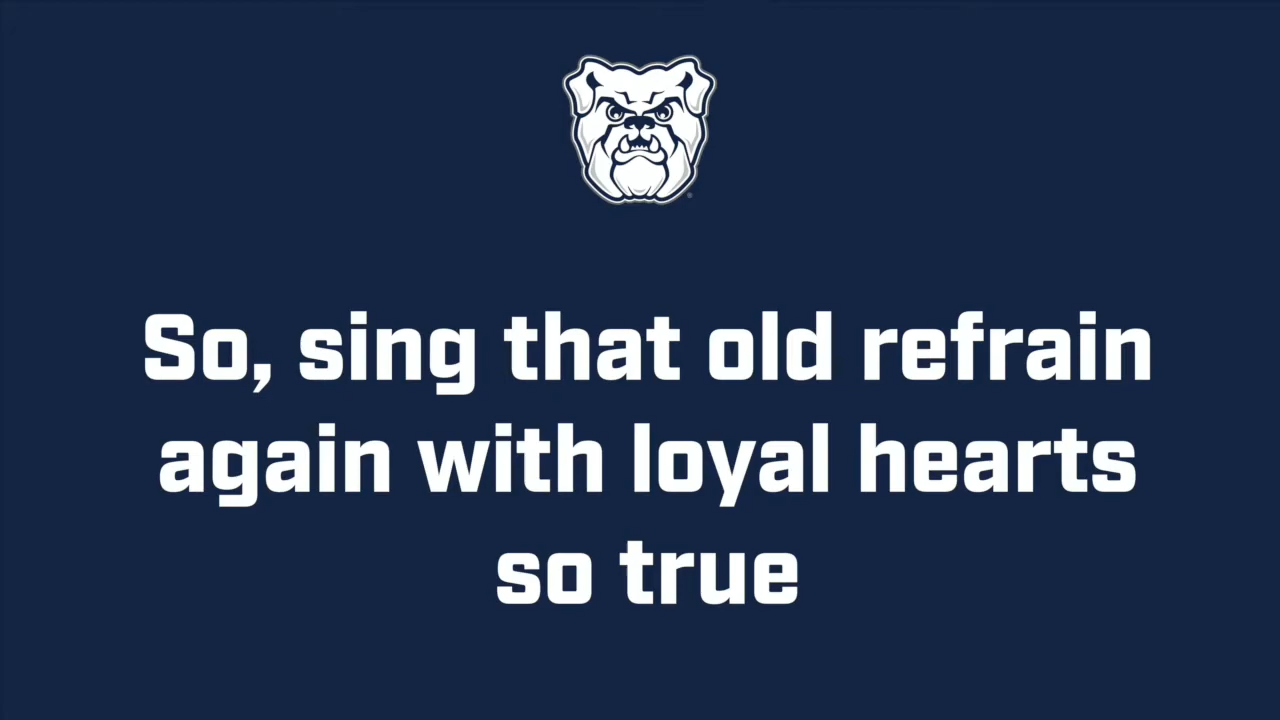 So, sing that old refrain
again with loyal hearts
so true